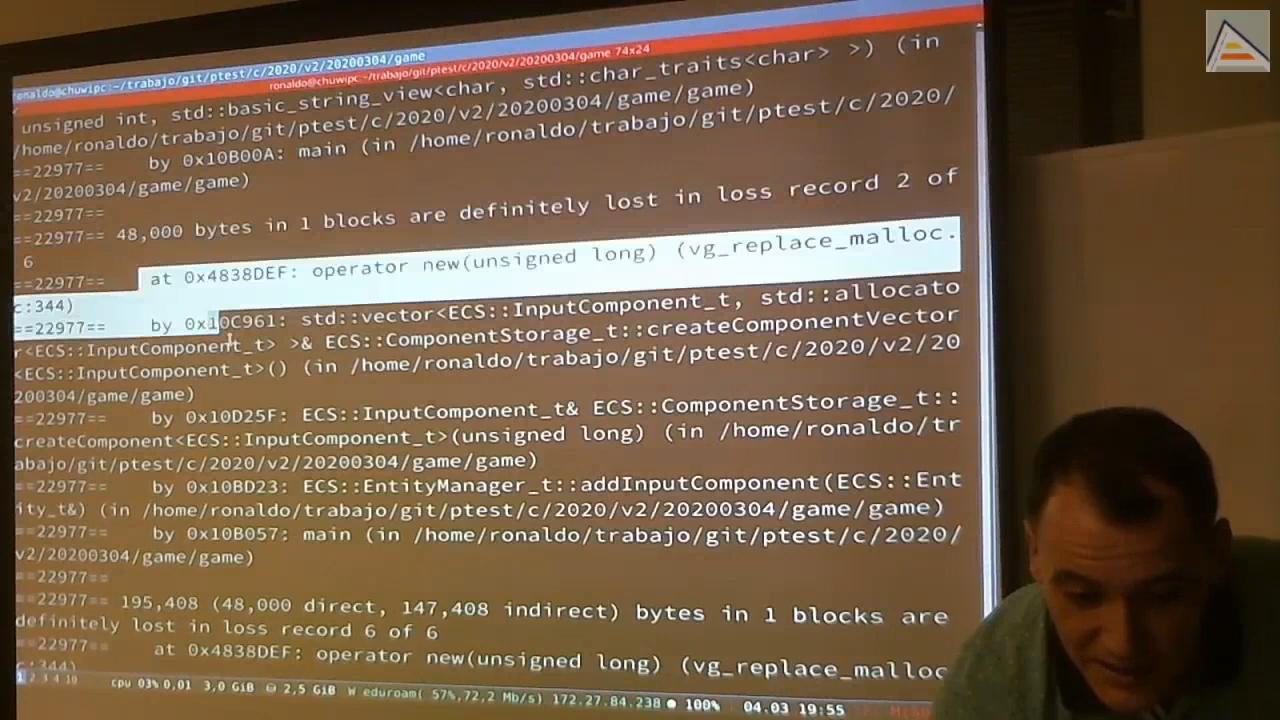 onaldo@chuwipc:~/trabajo/git/ptest/c/2020/v2/20200304/game
ronaldo@chuwipc:~/trabajo/git/ptest/c/2020/v2/20200304/game 74x24
unsigned int, std::basic_string_view<char, std::char_traits<char> >) (in
/home/ronaldo/trabajo/git/ptest/c/2020/v2/20200304/game/game)
==22977==    by 0x10B00A: main (in /home/ronaldo/trabajo/git/ptest/c/2020/
v2/20200304/game/game)
==22977==
==22977== 48,000 bytes in 1 blocks are definitely lost in loss record 2 of
6
==22977==    at 0x4838DEF: operator new(unsigned long) (vg_replace_malloc.
c:344)
==22977==    by 0x10C961: std::vector<ECS::InputComponent_t, std::allocato
r<ECS::InputComponent_t> >& ECS::ComponentStorage_t::createComponentVector
<ECS::InputComponent_t>() (in /home/ronaldo/trabajo/git/ptest/c/2020/v2/20
200304/game/game)
==22977==    by 0x10D25F: ECS::InputComponent_t& ECS::ComponentStorage_t::
createComponent<ECS::InputComponent_t>(unsigned long) (in /home/ronaldo/tr
abajo/git/ptest/c/2020/v2/20200304/game/game)
==22977==    by 0x10BD23: ECS::EntityManager_t::addInputComponent(ECS::Ent
ity_t&) (in /home/ronaldo/trabajo/git/ptest/c/2020/v2/20200304/game/game)
==22977==    by 0x10B057: main (in /home/ronaldo/trabajo/git/ptest/c/2020/
v2/20200304/game/game)
==22977==
==22977== 195,408 (48,000 direct, 147,408 indirect) bytes in 1 blocks are
definitely lost in loss record 6 of 6
==22977==    at 0x4838DEF: operator new(unsigned long) (vg_replace_malloc
c:344)
1 2 3 4 10 cpu 03% 0,01 3,0 GiB 2,5 GiB W eduroam( 57%,72,2 Mb/s) 172.27.84.238 100% 04.03 19:55